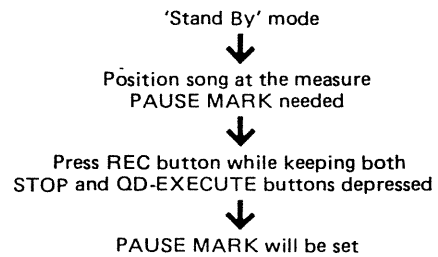 'Stand By' mode
Position song at the measure
PAUSE MARK needed
Press REC button while keeping both
STOP and QD-EXECUTE buttons depressed
PAUSE MARK will be set